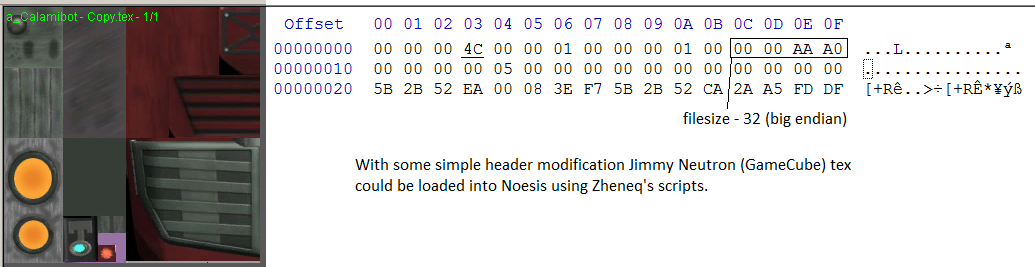 a_Calamibot - Copy.tex - 1/1
Offset 00 01 02 03 04 05 06 07 08 09 0A 0B 0C 0D 0E 0F
00000000 00 00 00 4C 00 00 01 00 00 00 01 00 00 00 AA A0 ...L..........ª
00000010 00 00 00 00 05 00 00 00 00 00 00 00 00 00 00 00 ................
00000020 5B 2B 52 EA 00 08 3E F7 5B 2B 52 CA 2A A5 FD DF [+Rê..>÷[+RÊ*¥ýß
filesize - 32 (big endian)
With some simple header modification Jimmy Neutron (GameCube) tex
could be loaded into Noesis using Zheneq's scripts.